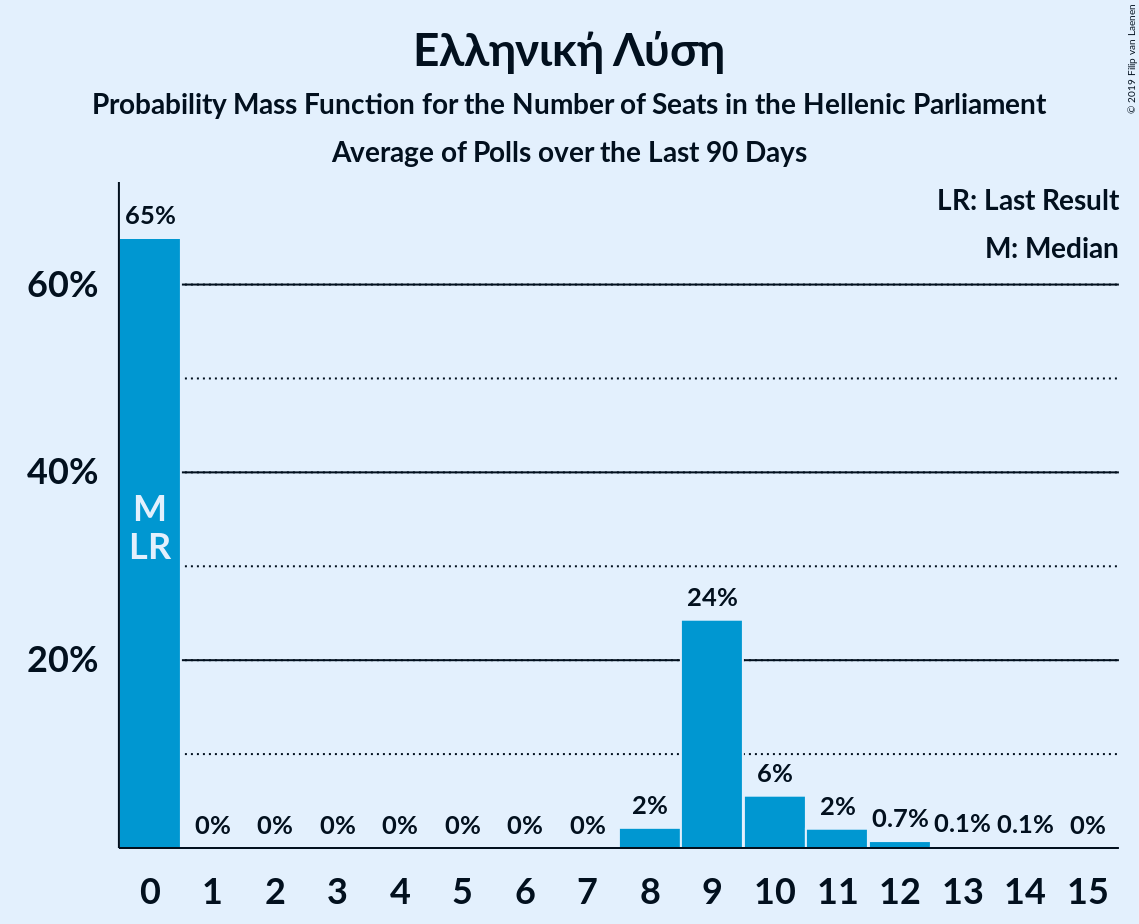 Ελληνική Λύση
Probability Mass Function for the Number of Seats in the Hellenic Parliament
Average of Polls over the Last 90 Days
© 2019 Filip van Laenen
LR: Last Result
M: Median
60%
40%
20%
65%
M
LR
0% 0% 0% 0% 0% 0% 0% 2% 24% 6% 2% 0.7% 0.1% 0.1% 0%
0 1 2 3 4 5 6 7 8 9 10 11 12 13 14 15